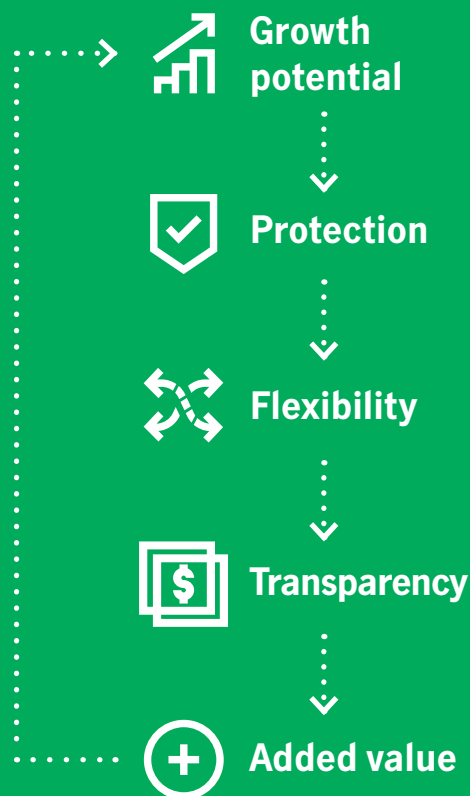 Growth
potential
Protection
Flexibility
$ Transparency
Added value